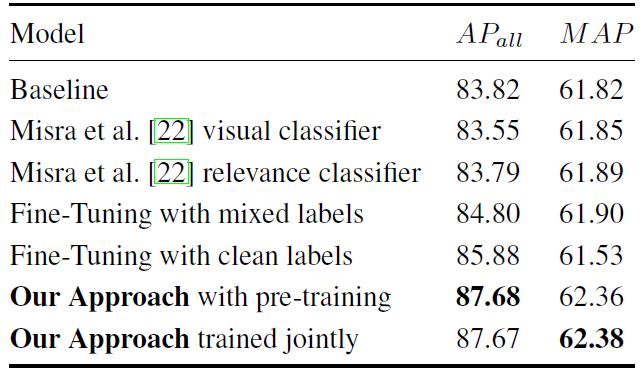 Model AP_all MAP
Baseline 83.82 61.82
Misra et al. [22] visual classifier 83.55 61.85
Misra et al. [22] relevance classifier 83.79 61.89
Fine-Tuning with mixed labels 84.80 61.90
Fine-Tuning with clean labels 85.88 61.53
Our Approach with pre-training 87.68 62.36
Our Approach trained jointly 87.67 62.38